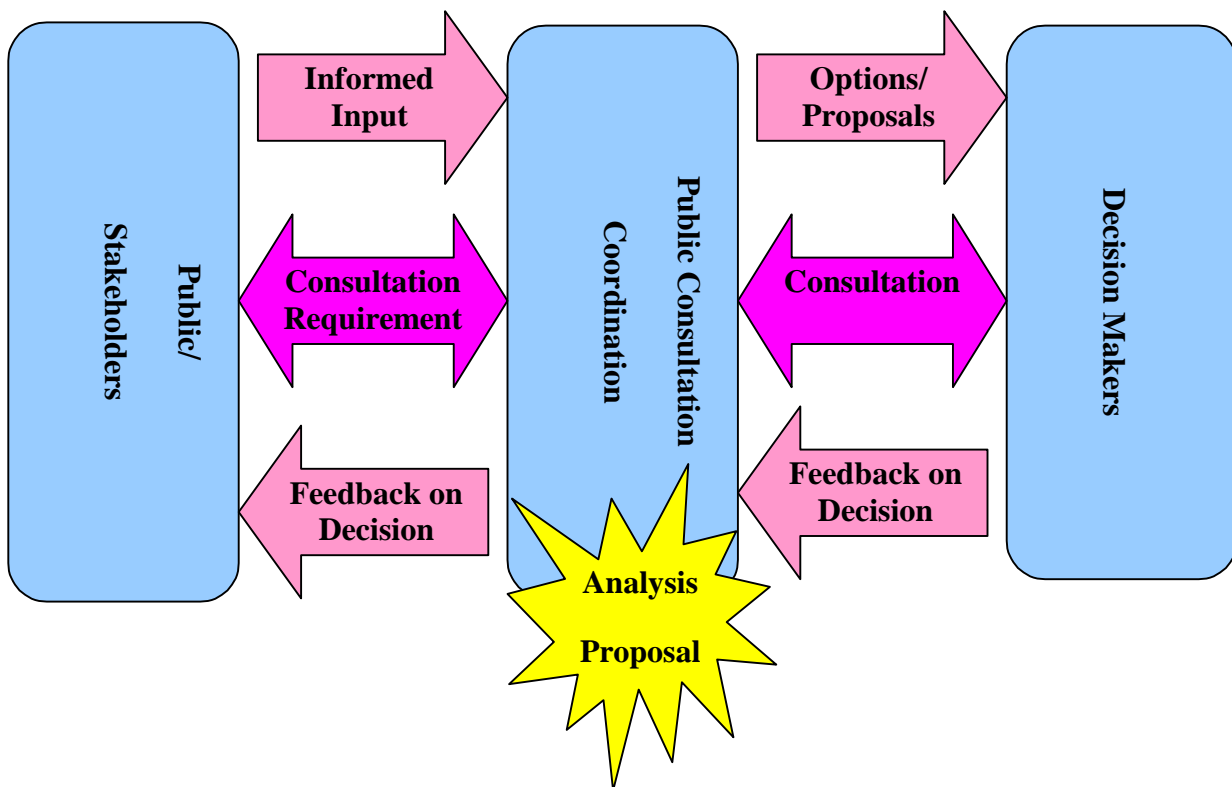 Public/
Stakeholders
Informed
Input
Consultation
Requirement
Feedback on
Decision
Public Consultation
Coordination
Analysis
Proposal
Options/
Proposals
Consultation
Feedback on
Decision
Decision Makers